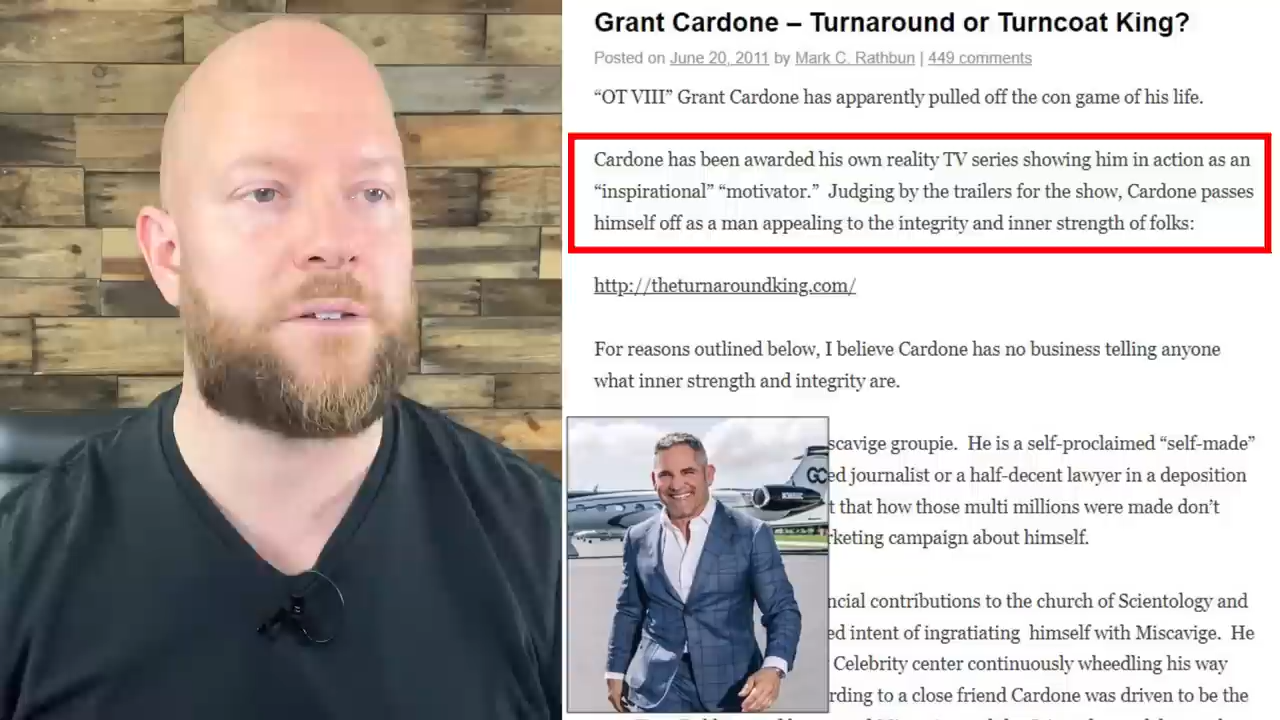 Grant Cardone – Turnaround or Turncoat King?
Posted on June 20, 2011 by Mark C. Rathbun | 449 comments
“OT VIII” Grant Cardone has apparently pulled off the con game of his life.
Cardone has been awarded his own reality TV series showing him in action as an
“inspirational” “motivator.” Judging by the trailers for the show, Cardone passes
himself off as a man appealing to the integrity and inner strength of folks:
http://theturnaroundking.com/
For reasons outlined below, I believe Cardone has no business telling anyone
what inner strength and integrity are.
scavige groupie. He is a self-proclaimed “self-made”
ed journalist or a half-decent lawyer in a deposition
t that how those multi millions were made don’t
rketing campaign about himself.
GC
ncial contributions to the church of Scientology and
ed intent of ingratiating himself with Miscavige. He
Celebrity center continuously wheedling his way
rding to a close friend Cardone was driven to be the